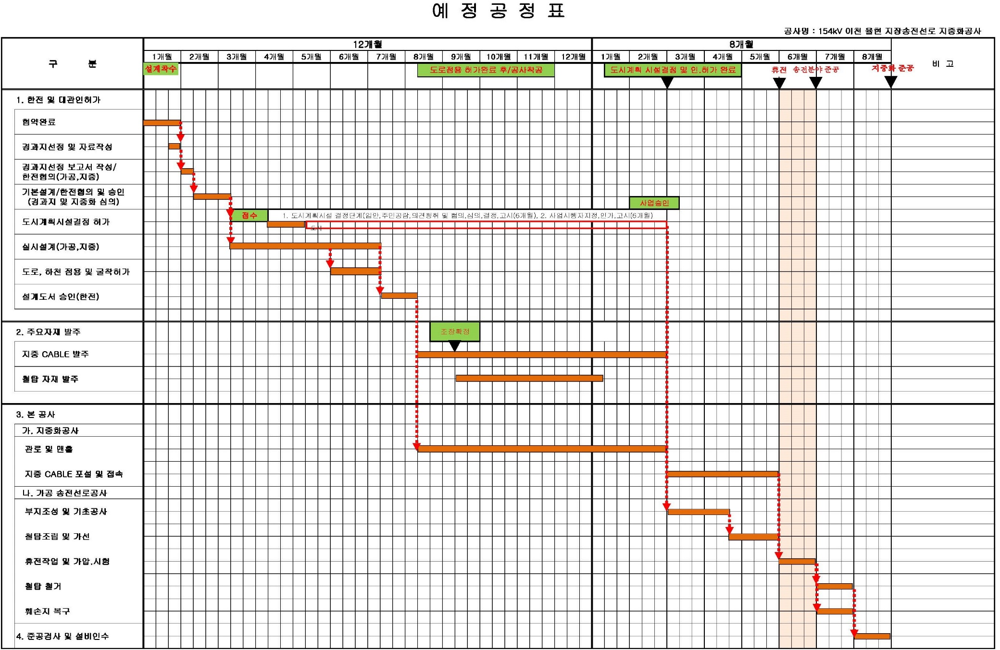 예 정 공 정 표
공사명 : 154kV 이천 율현 지장송전선로 지중화공사
구 분
12개월
8개월
비 고
1개월 2개월 3개월 4개월 5개월 6개월 7개월 8개월 9개월 10개월 11개월 12개월 1개월 2개월 3개월 4개월 5개월 6개월 7개월 8개월
설계착수
도로점용 허가완료 후/공사착공
도시계획 시설결정 및 인.허가 완료
휴전
송전분야 준공
지중화 준공
1. 한전 및 대관인허가
협약완료
경과지선정 및 자료작성
경과지선정 보고서 작성/
한전협의(가공,지중)
기본설계/한전협의 및 승인
(경과지 및 지중화 심의)
사업승인
접수
1. 도시계획시설 결정단계(입안,주민공람,의견청취 및 협의,심의,결정,고시(6개월), 2. 사업시행자지정,인가,고시(6개월)
도시계획시설결정 허가
도시
실시설계(가공,지중)
도로, 하천 점용 및 굴착허가
설계도서 승인(한전)
2. 주요자재 발주
조장확정
지중 CABLE 발주
철탑 자재 발주
3. 본 공사
가. 지중화공사
관로 및 맨홀
지중 CABLE 포설 및 접속
나. 가공 송전선로공사
부지조성 및 기초공사
철탑조립 및 가선
휴전작업 및 가압.시험
철탑 철거
훼손지 복구
4. 준공검사 및 설비인수